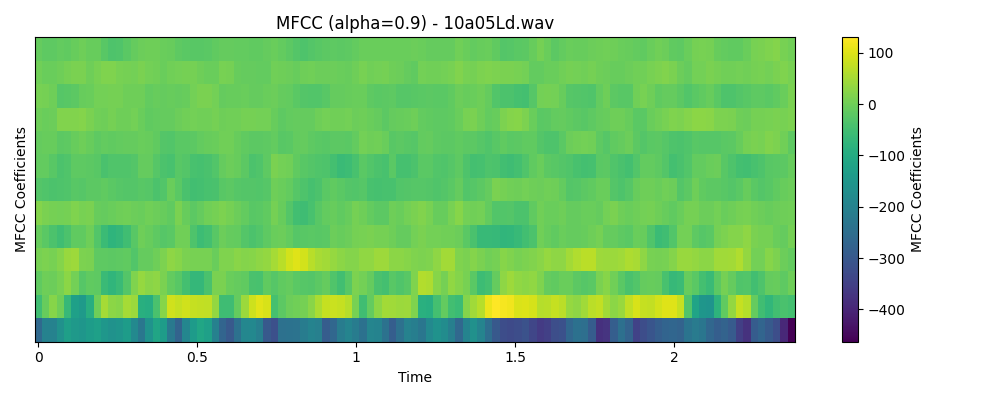 MFCC (alpha=0.9) - 10a05Ld.wav
MFCC Coefficients
0
0.5
1
1.5
2
Time
100
0
−100
−200
−300
−400
MFCC Coefficients